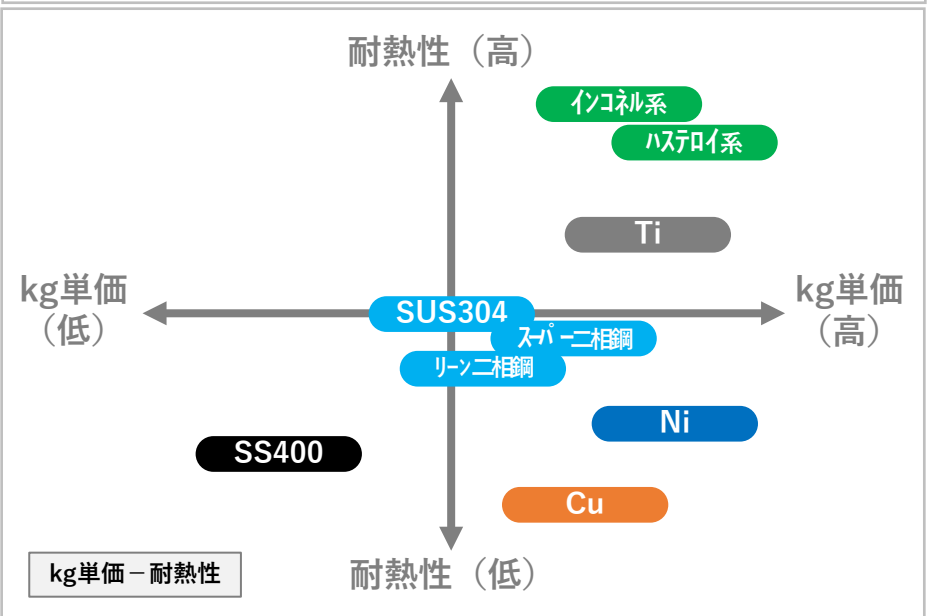 耐熱性（高）
インコネル系
ハステロイ系
Ti
kg単価
（低）
kg単価
（高）
SUS304
スーパー二相鋼
リーン二相鋼
Ni
SS400
Cu
kg単価－耐熱性
耐熱性（低）